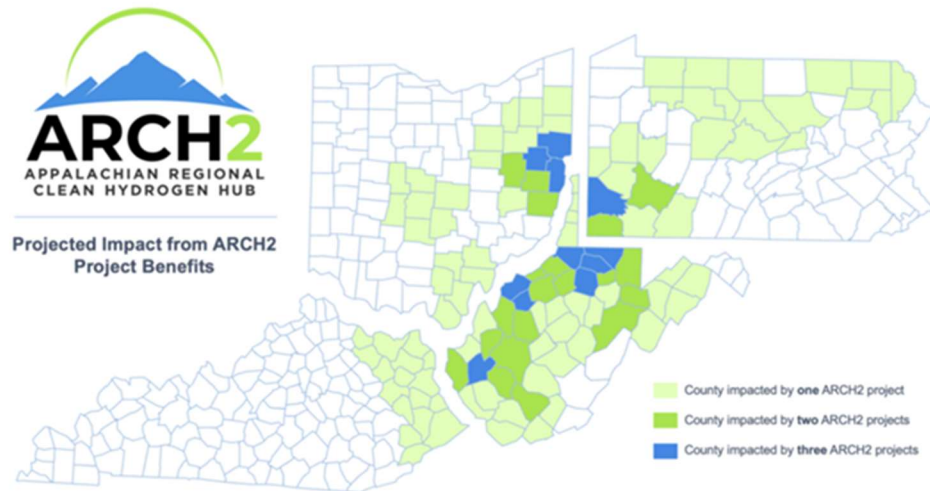 ARCH2
APPALACHIAN REGIONAL
CLEAN HYDROGEN HUB
Projected Impact from ARCH2
Project Benefits
County impacted by one ARCH2 project
County impacted by two ARCH2 projects
County impacted by three ARCH2 projects